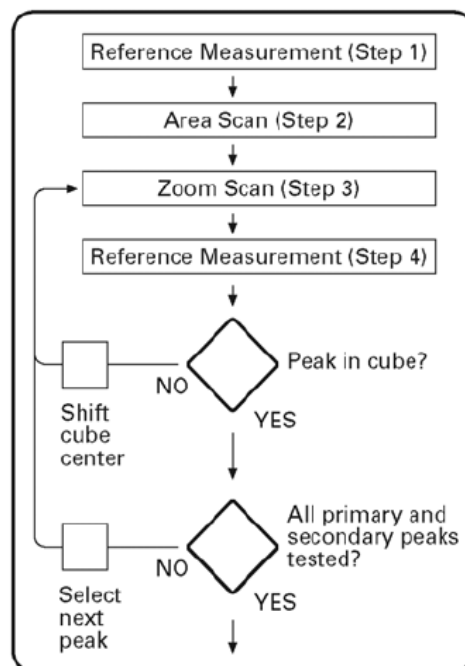 Reference Measurement (Step 1)
Area Scan (Step 2)
Zoom Scan (Step 3)
Reference Measurement (Step 4)
Peak in cube?
NO
YES
Shift
cube
center
All primary and
secondary peaks
tested?
NO
YES
Select
next
peak